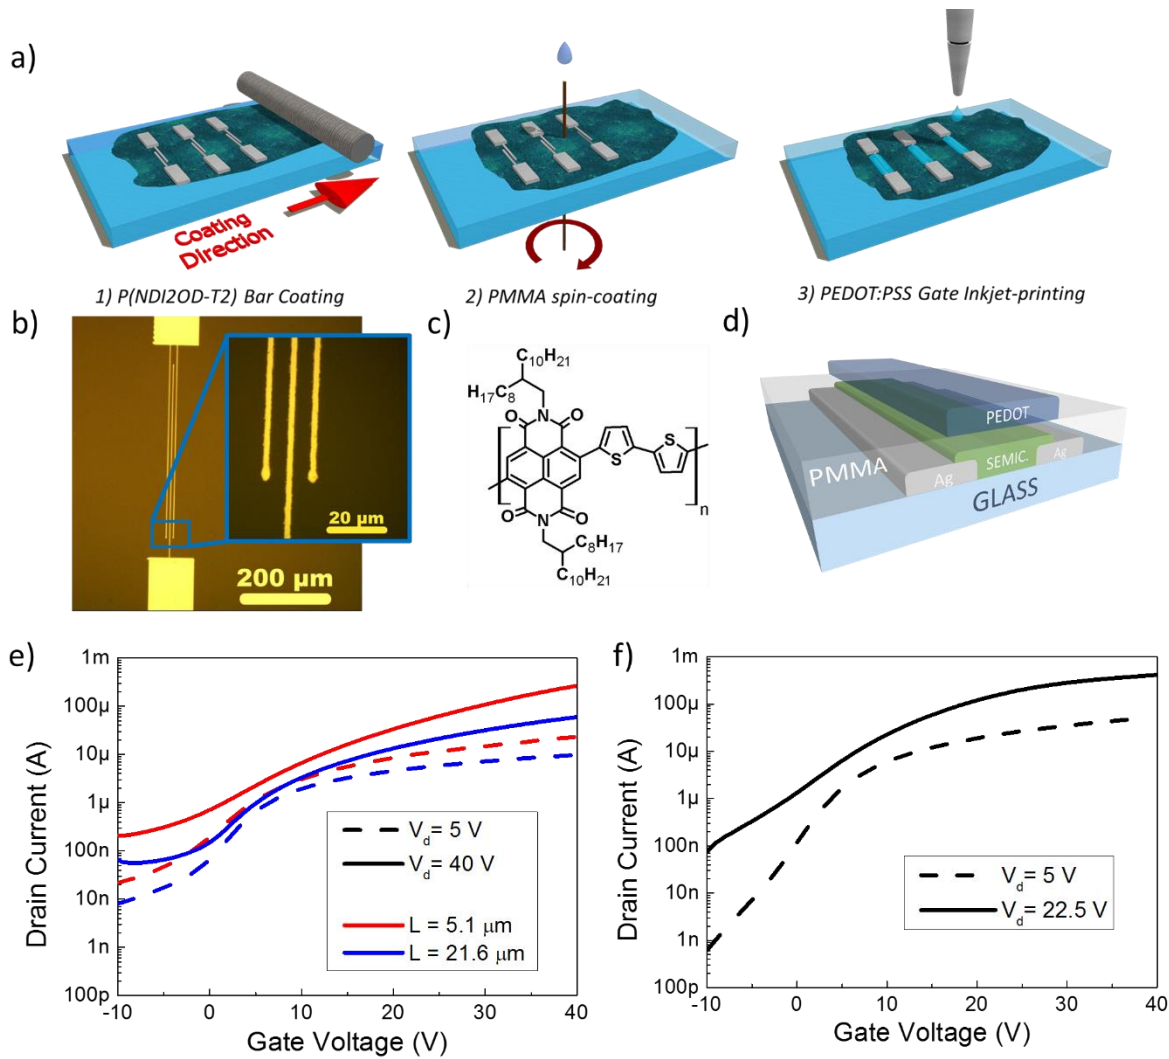 a)
Coating
Direction
1) P(NDI2OD-T2) Bar Coating
2) PMMA spin-coating
3) PEDOT:PSS Gate Inkjet-printing
b)
20 µm
200 µm
c)
C10H21
H17C8
N
O
O
S
S
n
O
O
N
C8H17
C10H21
d)
PEDOT
PMMA
SEMIC.
Ag
Ag
GLASS
e)
Drain Current (A)
1m
100µ
10µ
1µ
100n
10n
1n
100p
Vd= 5 V
Vd= 40 V
L = 5.1 µm
L = 21.6 µm
-10
0
10
20
30
40
Gate Voltage (V)
f)
Drain Current (A)
1m
100µ
10µ
1µ
100n
10n
1n
100p
Vd= 5 V
Vd= 22.5 V
-10
0
10
20
30
40
Gate Voltage (V)